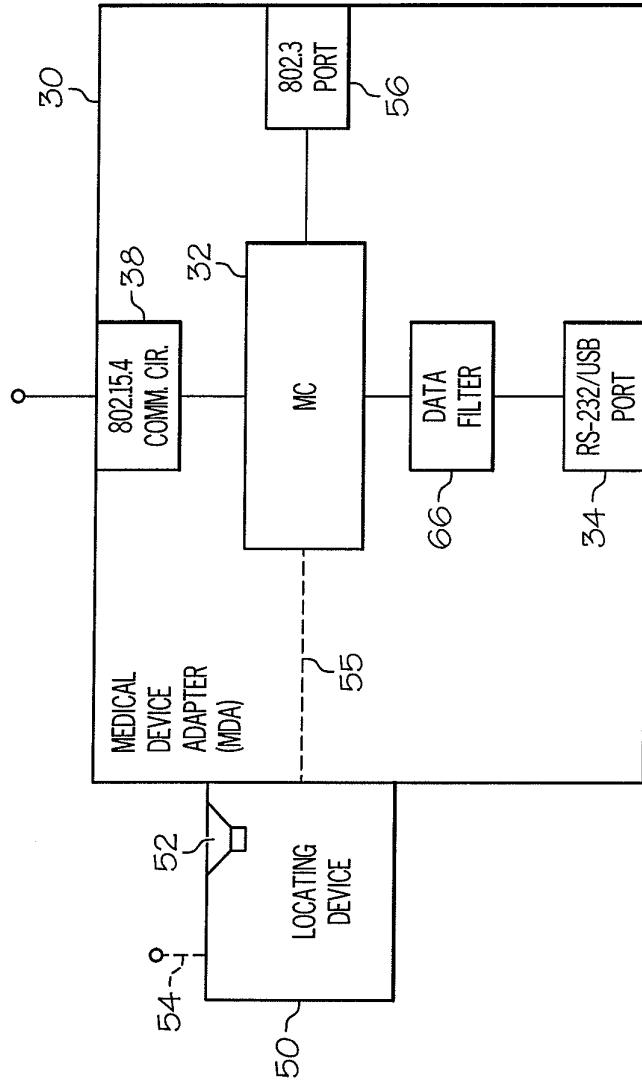 30
38
802.15.4
COMM. CIR.
MEDICAL
DEVICE
ADAPTER
(MDA)
32
MC
802.3
PORT
56
54
52
LOCATING
DEVICE
50
55
DATA
FILTER
66
RS-232/USB
PORT
34